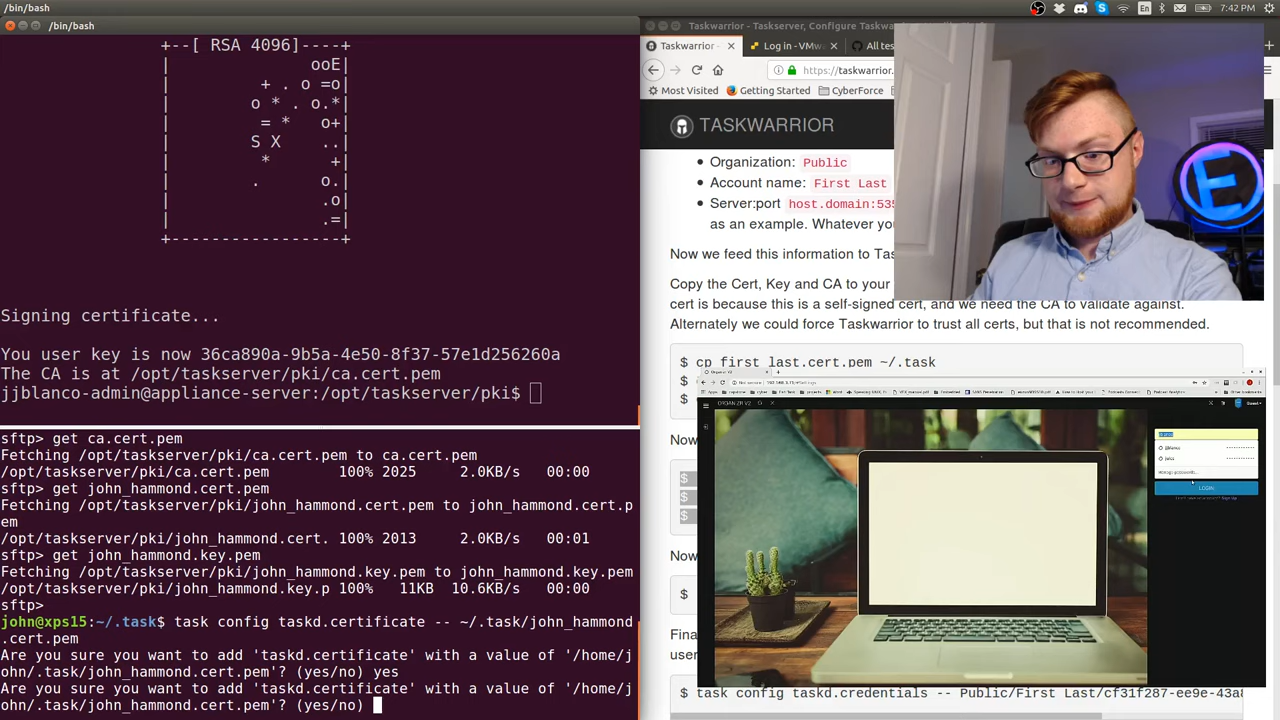 /bin/bash
7:42 PM
/bin/bash
+--[ RSA 4096]----+
|              ooE|
|         + . o =o|
|        o * . o.*|
|         = *   o+|
|        S X    ..|
|         *      +|
|        .      o.|
|               .o|
|               .=|
+-----------------+
Signing certificate...
You user key is now 36ca890a-9b5a-4e50-8f37-57e1d256260a
The CA is at /opt/taskserver/pki/ca.cert.pem
jjblanco-admin@appliance-server:/opt/taskserver/pki$
sftp> get ca.cert.pem
Fetching /opt/taskserver/pki/ca.cert.pem to ca.cert.pem
/opt/taskserver/pki/ca.cert.pem 100% 2025 2.0KB/s 00:00
sftp> get john_hammond.cert.pem
Fetching /opt/taskserver/pki/john_hammond.cert.pem to john_hammond.cert.p
em
/opt/taskserver/pki/john_hammond.cert. 100% 2013 2.0KB/s 00:01
sftp> get john_hammond.key.pem
Fetching /opt/taskserver/pki/john_hammond.key.pem to john_hammond.key.pem
/opt/taskserver/pki/john_hammond.key.p 100% 11KB 10.6KB/s 00:00
sftp>
john@xps15:~/.task$ task config taskd.certificate -- ~/.task/john_hammond
.cert.pem
Are you sure you want to add 'taskd.certificate' with a value of '/home/j
ohn/.task/john_hammond.cert.pem'? (yes/no) yes
Are you sure you want to add 'taskd.certificate' with a value of '/home/j
ohn/.task/john_hammond.cert.pem'? (yes/no)
Taskwarrior - Taskserver, Configure Taskwa
Taskwarrior - Log in - VMw All tes
https://taskwarrior.
Most Visited Getting Started CyberForce
TASKWARRIOR
Organization: Public
Account name: First Last
Server:port host.domain:535
as an example. Whatever yo
Now we feed this information to Tas
Copy the Cert, Key and CA to your
cert is because this is a self-signed cert, and we need the CA to validate against.
Alternately we could force Taskwarrior to trust all certs, but that is not recommended.
$ cp first_last.cert.pem ~/.task
$
Now
$
$
$
Now
$
Fina
user
$ task config taskd.credentials -- Public/First Last/cf31f287-ee9e-43a8
E
ORGANIZR V2
LOGIN